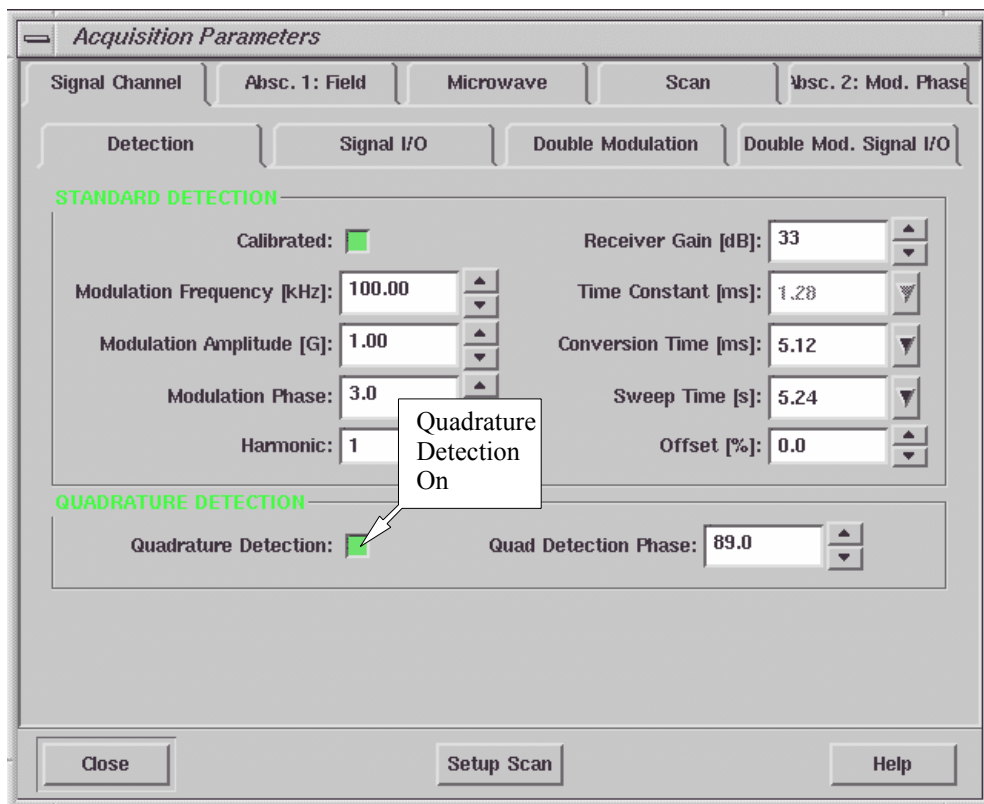 Acquisition Parameters
Signal Channel
Absc. 1: Field
Microwave
Scan
Absc. 2: Mod. Phase
Detection
Signal I/O
Double Modulation
Double Mod. Signal I/O
STANDARD DETECTION
Calibrated:
Receiver Gain [dB]: 33
Modulation Frequency [kHz]: 100.00
Time Constant [ms]: 1.28
Modulation Amplitude [G]: 1.00
Conversion Time [ms]: 5.12
Modulation Phase: 3.0
Sweep Time [s]: 5.24
Harmonic: 1
Offset [%]: 0.0
Quadrature
Detection
On
QUADRATURE DETECTION
Quadrature Detection:
Quad Detection Phase: 89.0
Close
Setup Scan
Help